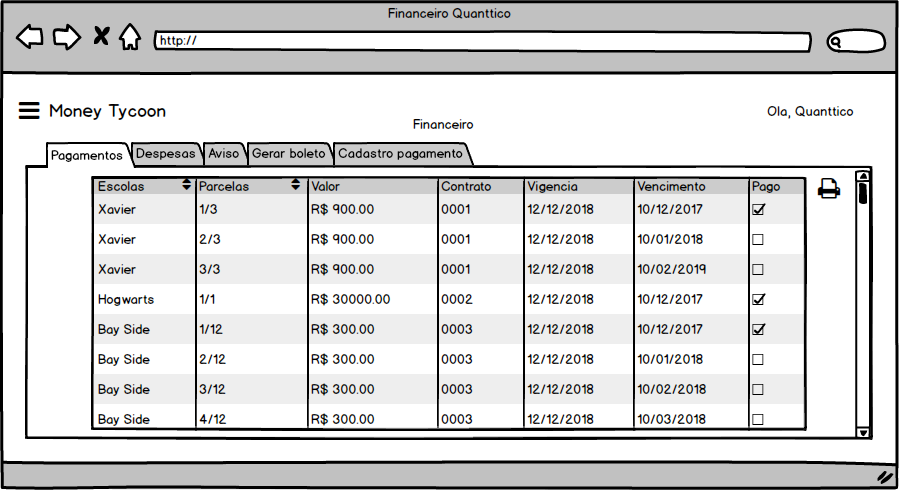 Financeiro Quanttico
http://
Money Tycoon
Ola, Quanttico
Financeiro
Pagamentos Despesas Aviso Gerar boleto Cadastro pagamento
Escolas Parcelas Valor Contrato Vigencia Vencimento Pago
Xavier 1/3 R$ 900.00 0001 12/12/2018 10/12/2017
Xavier 2/3 R$ 900.00 0001 12/12/2018 10/01/2018
Xavier 3/3 R$ 900.00 0001 12/12/2018 10/02/2019
Hogwarts 1/1 R$ 30000.00 0002 12/12/2018 10/12/2017
Bay Side 1/12 R$ 300.00 0003 12/12/2018 10/12/2017
Bay Side 2/12 R$ 300.00 0003 12/12/2018 10/01/2018
Bay Side 3/12 R$ 300.00 0003 12/12/2018 10/02/2018
Bay Side 4/12 R$ 300.00 0003 12/12/2018 10/03/2018